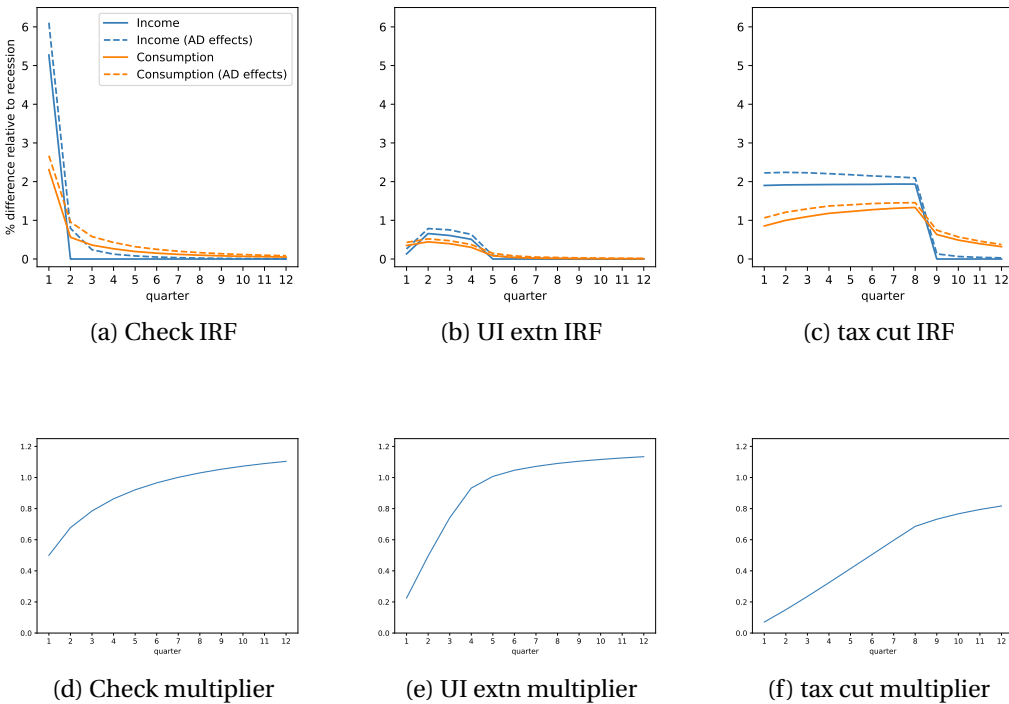 6
5
4
3
2
1
0
% difference relative to recession
Income
Income (AD effects)
Consumption
Consumption (AD effects)
1 2 3 4 5 6 7 8 9 10 11 12
quarter
(a) Check IRF
6
5
4
3
2
1
0
1 2 3 4 5 6 7 8 9 10 11 12
quarter
(b) UI extn IRF
6
5
4
3
2
1
0
1 2 3 4 5 6 7 8 9 10 11 12
quarter
(c) tax cut IRF
1.2
1.0
0.8
0.6
0.4
0.2
0.0
1 2 3 4 5 6 7 8 9 10 11 12
quarter
(d) Check multiplier
1.2
1.0
0.8
0.6
0.4
0.2
0.0
1 2 3 4 5 6 7 8 9 10 11 12
quarter
(e) UI extn multiplier
1.2
1.0
0.8
0.6
0.4
0.2
0.0
1 2 3 4 5 6 7 8 9 10 11 12
quarter
(f) tax cut multiplier